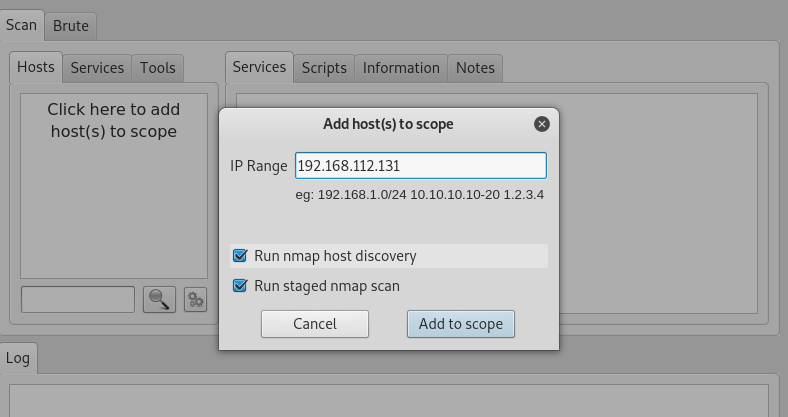 Scan Brute
Hosts Services Tools
Services Scripts Information Notes
Click here to add
host(s) to scope
Add host(s) to scope
IP Range 192.168.112.131
eg: 192.168.1.0/24 10.10.10.10-20 1.2.3.4
Run nmap host discovery
Run staged nmap scan
Cancel Add to scope
Log